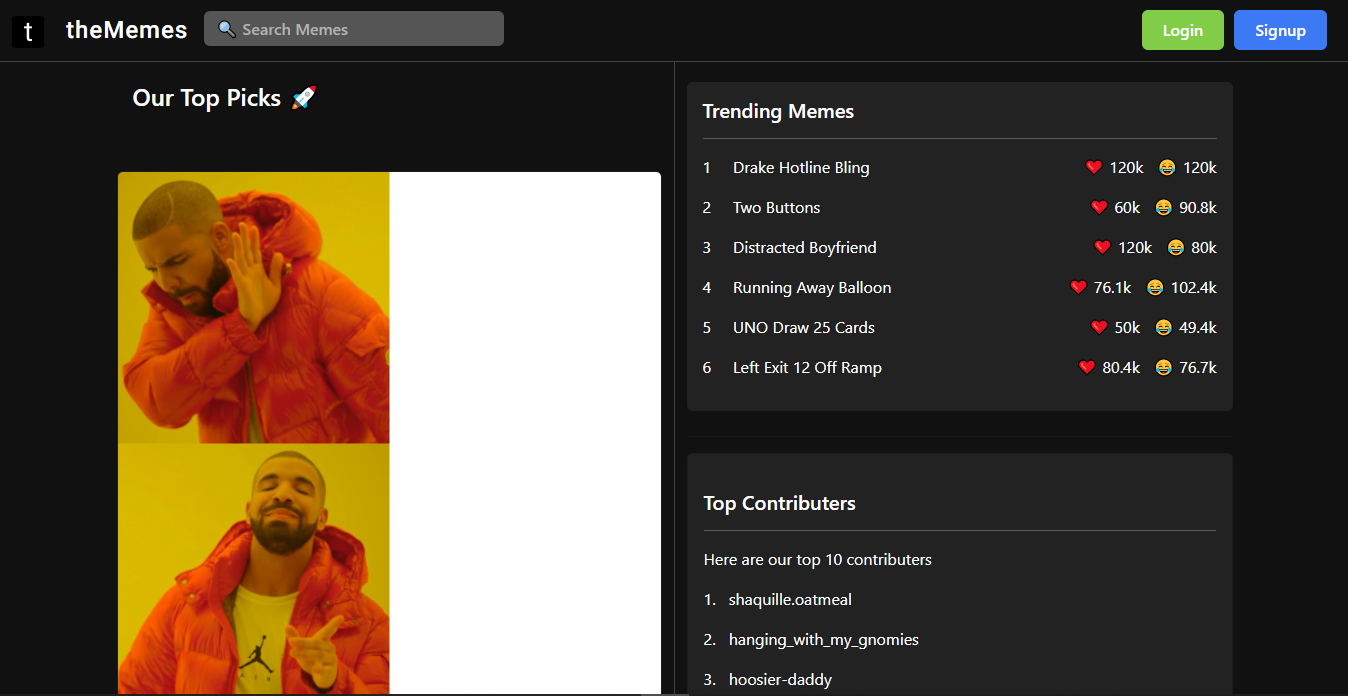 t theMemes 🔍 Search Memes Login Signup
Our Top Picks 🚀
Trending Memes
1 Drake Hotline Bling ❤️ 120k 😂 120k
2 Two Buttons ❤️ 60k 😂 90.8k
3 Distracted Boyfriend ❤️ 120k 😂 80k
4 Running Away Balloon ❤️ 76.1k 😂 102.4k
5 UNO Draw 25 Cards ❤️ 50k 😂 49.4k
6 Left Exit 12 Off Ramp ❤️ 80.4k 😂 76.7k
Top Contributers
Here are our top 10 contributers
1. shaquille.oatmeal
2. hanging_with_my_gnomies
3. hoosier-daddy